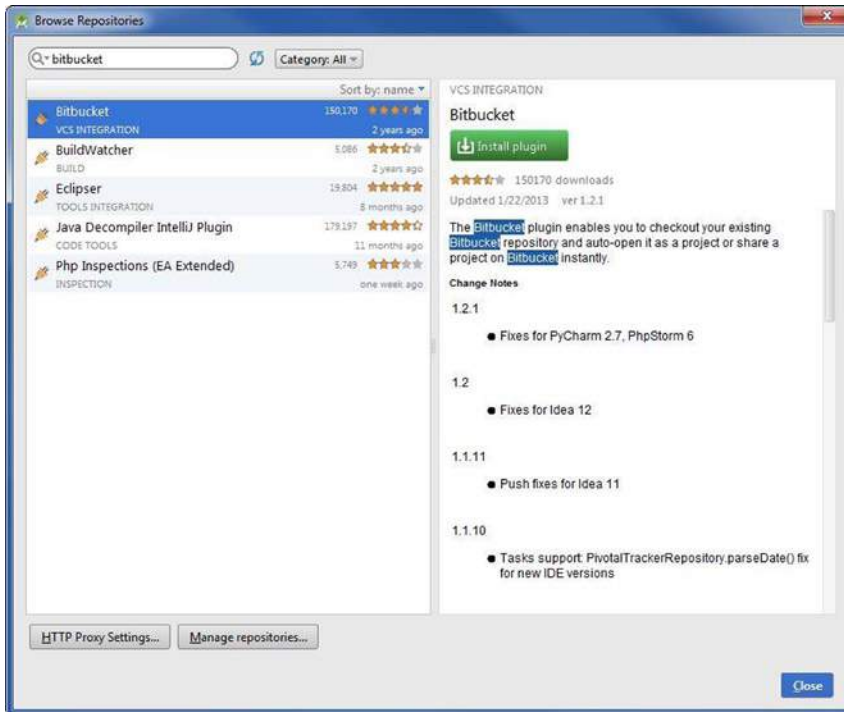 Browse Repositories
bitbucket
Category: All
Sort by: name
Bitbucket 150,170
VCS INTEGRATION 2 years ago
BuildWatcher 5,086
BUILD 2 years ago
Eclipser 19,804
TOOLS INTEGRATION 8 months ago
Java Decompiler IntelliJ Plugin 179,197
CODE TOOLS 11 months ago
Php Inspections (EA Extended) 5,749
INSPECTION one week ago
VCS INTEGRATION
Bitbucket
Install plugin
150170 downloads
Updated 1/22/2013 ver 1.2.1
The Bitbucket plugin enables you to checkout your existing
Bitbucket repository and auto-open it as a project or share a
project on Bitbucket instantly.
Change Notes
1.2.1
● Fixes for PyCharm 2.7, PhpStorm 6
1.2
● Fixes for Idea 12
1.1.11
● Push fixes for Idea 11
1.1.10
● Tasks support: PivotalTrackerRepository.parseDate() fix
for new IDE versions
HTTP Proxy Settings...
Manage repositories...
Close